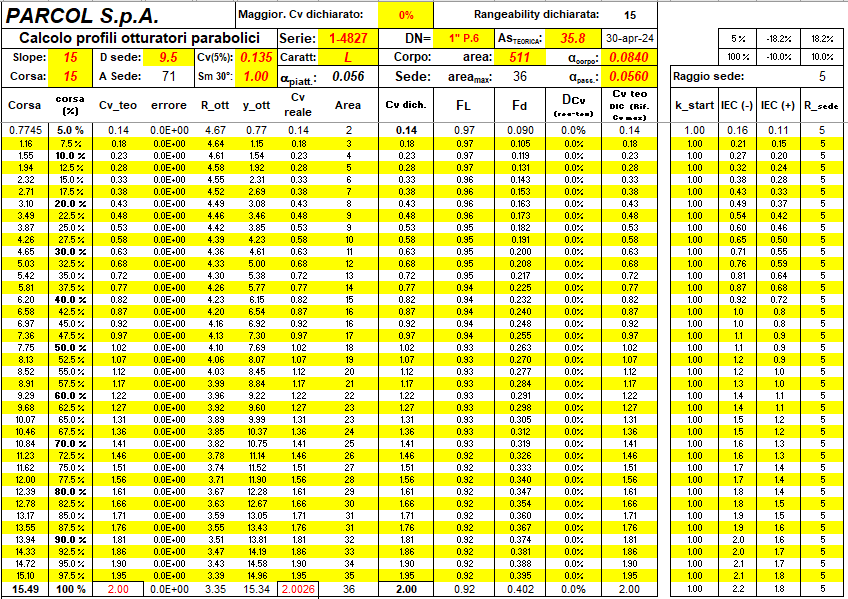 PARCOL S.p.A. Maggior. Cv dichiarato: 0% Rangeability dichiarata: 15
Calcolo profili otturatori parabolici Serie: 1-4827 DN= 1" P.6 AsTEORICA: 35.8 30-apr-24 5 % -18.2% 18.2%
Slope: 15 D sede: 9.5 Cv(5%): 0.135 Caratt: L Corpo: area: 511 αcorpo: 0.0840 100 % -10.0% 10.0%
Corsa: 15 A Sede: 71 Sm 30°: 1.00 αpiatt.: 0.056 Sede: areamax: 36 αpass.: 0.0560 Raggio sede: 5
Corsa corsa (%) Cv_teo errore R_ott y_ott Cv reale Area Cv dich. FL Fd DCv (rea-teo) Cv teo DIC (Rif. Cv max) k_start IEC (-) IEC (+) R_sede
0.7745 5.0 % 0.14 0.0E+00 4.67 0.77 0.14 2 0.14 0.97 0.090 0.0% 0.14 1.00 0.16 0.11 5
1.16 7.5 % 0.18 0.0E+00 4.64 1.15 0.18 3 0.18 0.97 0.105 0.0% 0.18 1.00 0.21 0.15 5
1.55 10.0 % 0.23 0.0E+00 4.61 1.54 0.23 4 0.23 0.97 0.119 0.0% 0.23 1.00 0.27 0.20 5
1.94 12.5 % 0.28 0.0E+00 4.58 1.92 0.28 5 0.28 0.97 0.131 0.0% 0.28 1.00 0.32 0.24 5
2.32 15.0 % 0.33 0.0E+00 4.55 2.31 0.33 6 0.33 0.96 0.143 0.0% 0.33 1.00 0.38 0.28 5
2.71 17.5 % 0.38 0.0E+00 4.52 2.69 0.38 7 0.38 0.96 0.153 0.0% 0.38 1.00 0.43 0.33 5
3.10 20.0 % 0.43 0.0E+00 4.49 3.08 0.43 8 0.43 0.96 0.163 0.0% 0.43 1.00 0.49 0.37 5
3.49 22.5 % 0.48 0.0E+00 4.46 3.46 0.48 9 0.48 0.96 0.173 0.0% 0.48 1.00 0.54 0.42 5
3.87 25.0 % 0.53 0.0E+00 4.42 3.85 0.53 9 0.53 0.95 0.182 0.0% 0.53 1.00 0.60 0.46 5
4.26 27.5 % 0.58 0.0E+00 4.39 4.23 0.58 10 0.58 0.95 0.191 0.0% 0.58 1.00 0.65 0.50 5
4.65 30.0 % 0.63 0.0E+00 4.36 4.61 0.63 11 0.63 0.95 0.200 0.0% 0.63 1.00 0.71 0.55 5
5.03 32.5 % 0.68 0.0E+00 4.33 5.00 0.68 12 0.68 0.95 0.208 0.0% 0.68 1.00 0.76 0.59 5
5.42 35.0 % 0.72 0.0E+00 4.30 5.38 0.72 13 0.72 0.95 0.217 0.0% 0.72 1.00 0.81 0.64 5
5.81 37.5 % 0.77 0.0E+00 4.26 5.77 0.77 14 0.77 0.94 0.225 0.0% 0.77 1.00 0.87 0.68 5
6.20 40.0 % 0.82 0.0E+00 4.23 6.15 0.82 15 0.82 0.94 0.232 0.0% 0.82 1.00 0.92 0.72 5
6.58 42.5 % 0.87 0.0E+00 4.20 6.54 0.87 16 0.87 0.94 0.240 0.0% 0.87 1.00 1.0 0.8 5
6.97 45.0 % 0.92 0.0E+00 4.16 6.92 0.92 16 0.92 0.94 0.248 0.0% 0.92 1.00 1.0 0.8 5
7.36 47.5 % 0.97 0.0E+00 4.13 7.30 0.97 17 0.97 0.94 0.255 0.0% 0.97 1.00 1.1 0.9 5
7.75 50.0 % 1.02 0.0E+00 4.10 7.69 1.02 18 1.02 0.93 0.263 0.0% 1.02 1.00 1.1 0.9 5
8.13 52.5 % 1.07 0.0E+00 4.06 8.07 1.07 19 1.07 0.93 0.270 0.0% 1.07 1.00 1.2 0.9 5
8.52 55.0 % 1.12 0.0E+00 4.03 8.45 1.12 20 1.12 0.93 0.277 0.0% 1.12 1.00 1.2 1.0 5
8.91 57.5 % 1.17 0.0E+00 3.99 8.84 1.17 21 1.17 0.93 0.284 0.0% 1.17 1.00 1.3 1.0 5
9.29 60.0 % 1.22 0.0E+00 3.96 9.22 1.22 22 1.22 0.93 0.291 0.0% 1.22 1.00 1.4 1.1 5
9.68 62.5 % 1.27 0.0E+00 3.92 9.60 1.27 23 1.27 0.93 0.298 0.0% 1.27 1.00 1.4 1.1 5
10.07 65.0 % 1.31 0.0E+00 3.89 9.99 1.31 23 1.31 0.93 0.305 0.0% 1.31 1.00 1.5 1.2 5
10.46 67.5 % 1.36 0.0E+00 3.85 10.37 1.36 24 1.36 0.93 0.312 0.0% 1.36 1.00 1.5 1.2 5
10.84 70.0 % 1.41 0.0E+00 3.82 10.75 1.41 25 1.41 0.93 0.319 0.0% 1.41 1.00 1.6 1.3 5
11.23 72.5 % 1.46 0.0E+00 3.78 11.14 1.46 26 1.46 0.92 0.326 0.0% 1.46 1.00 1.6 1.3 5
11.62 75.0 % 1.51 0.0E+00 3.74 11.52 1.51 27 1.51 0.92 0.333 0.0% 1.51 1.00 1.7 1.4 5
12.00 77.5 % 1.56 0.0E+00 3.71 11.90 1.56 28 1.56 0.92 0.340 0.0% 1.56 1.00 1.7 1.4 5
12.39 80.0 % 1.61 0.0E+00 3.67 12.28 1.61 29 1.61 0.92 0.347 0.0% 1.61 1.00 1.8 1.4 5
12.78 82.5 % 1.66 0.0E+00 3.63 12.67 1.66 30 1.66 0.92 0.354 0.0% 1.66 1.00 1.8 1.5 5
13.17 85.0 % 1.71 0.0E+00 3.59 13.05 1.71 31 1.71 0.92 0.360 0.0% 1.71 1.00 1.9 1.5 5
13.55 87.5 % 1.76 0.0E+00 3.55 13.43 1.76 31 1.76 0.92 0.367 0.0% 1.76 1.00 1.9 1.6 5
13.94 90.0 % 1.81 0.0E+00 3.51 13.81 1.81 32 1.81 0.92 0.374 0.0% 1.81 1.00 2.0 1.6 5
14.33 92.5 % 1.86 0.0E+00 3.47 14.19 1.86 33 1.86 0.92 0.381 0.0% 1.86 1.00 2.0 1.7 5
14.72 95.0 % 1.90 0.0E+00 3.43 14.58 1.90 34 1.90 0.92 0.388 0.0% 1.90 1.00 2.1 1.7 5
15.10 97.5 % 1.95 0.0E+00 3.39 14.96 1.95 35 1.95 0.92 0.395 0.0% 1.95 1.00 2.1 1.8 5
15.49 100 % 2.00 0.0E+00 3.35 15.34 2.0026 36 2.00 0.92 0.402 0.0% 2.00 1.00 2.2 1.8 5